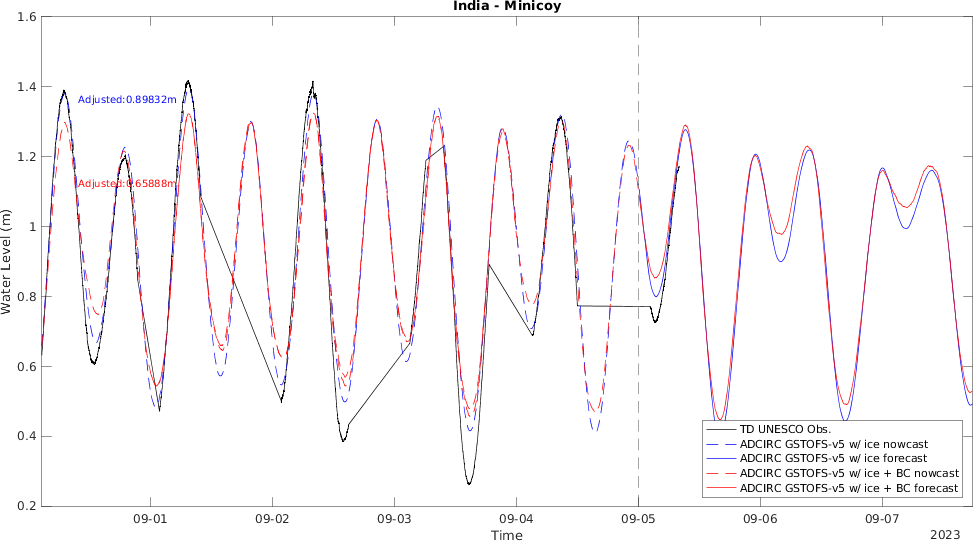 India - Minicoy
1.6
1.4
1.2
1
0.8
0.6
0.4
0.2
Water Level (m)
Adjusted:0.89832m
Adjusted:0.65888m
TD UNESCO Obs.
ADCIRC GSTOFS-v5 w/ ice nowcast
ADCIRC GSTOFS-v5 w/ ice forecast
ADCIRC GSTOFS-v5 w/ ice + BC nowcast
ADCIRC GSTOFS-v5 w/ ice + BC forecast
09-01 09-02 09-03 09-04 09-05 09-06 09-07
Time
2023